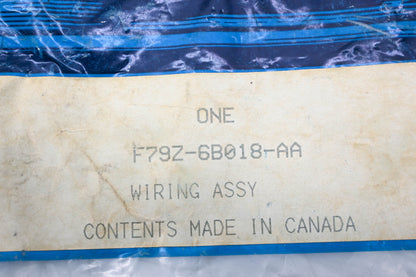 ONE
F79Z-6B018-AA
WIRING ASSY
CONTENTS MADE IN CANADA